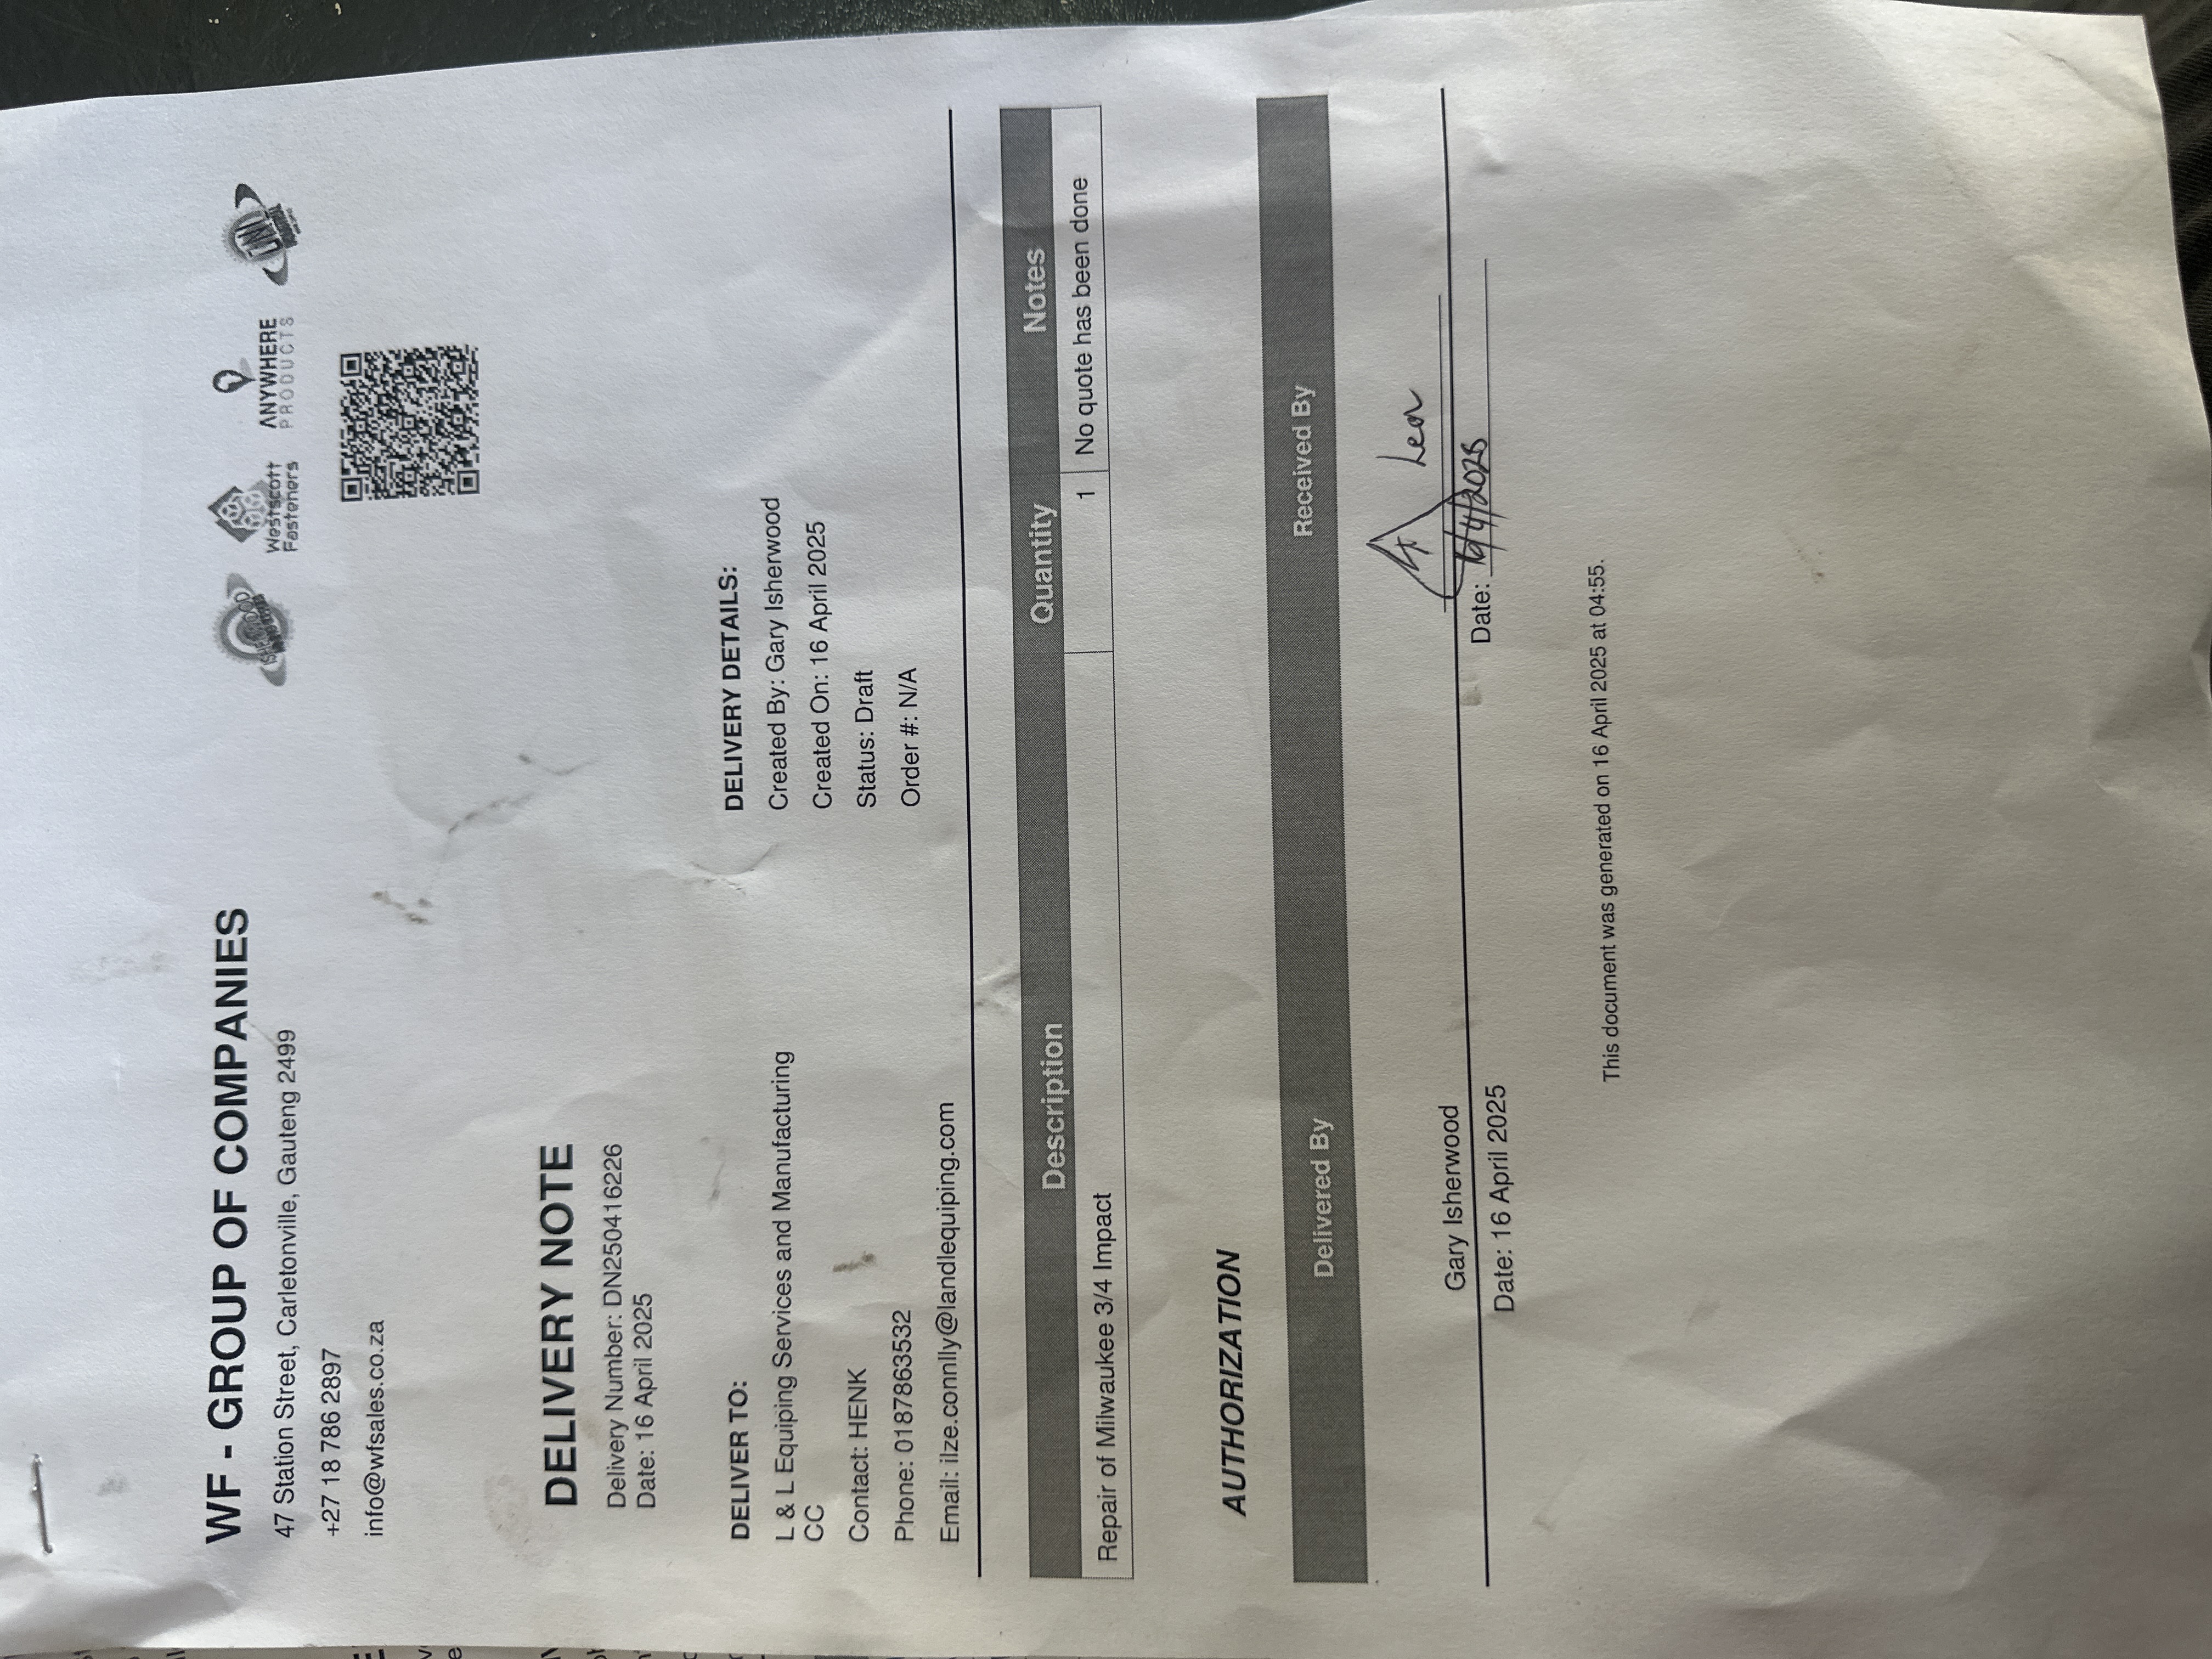 WF - GROUP OF COMPANIES
47 Station Street, Carletonville, Gauteng 2499
+27 18 786 2897
info@wfsales.co.za
ISHERWOOD
Westscott
Fasteners
ANYWHERE
PRODUCTS
DELIVERY NOTE
Delivery Number: DN250416226
Date: 16 April 2025
DELIVER TO:
L & L Equiping Services and Manufacturing
CC
Contact: HENK
Phone: 0187863532
Email: ilze.connlly@landlequiping.com
DELIVERY DETAILS:
Created By: Gary Isherwood
Created On: 16 April 2025
Status: Draft
Order #: N/A
Description Quantity Notes
Repair of Milwaukee 3/4 Impact 1 No quote has been done
AUTHORIZATION
Delivered By Received By
Gary Isherwood
Date: 16 April 2025
Date: 16/4/2025
This document was generated on 16 April 2025 at 04:55.